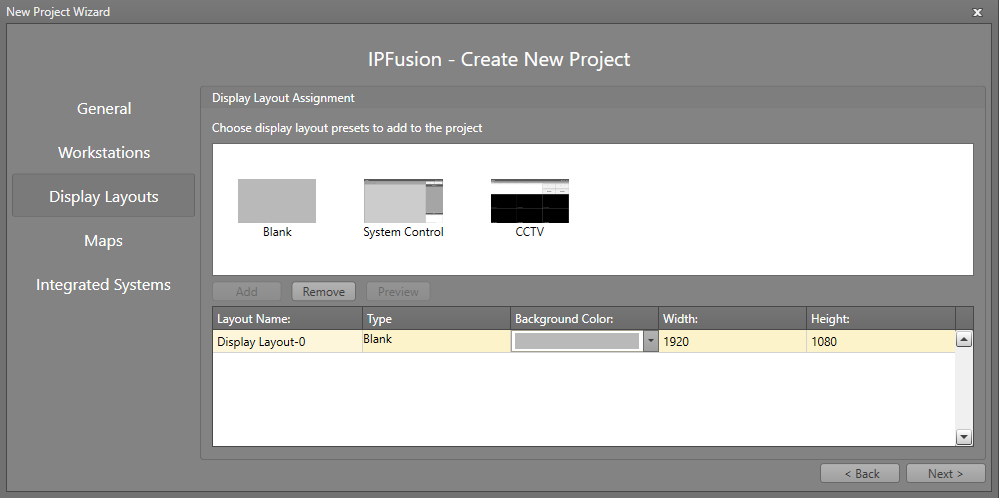 New Project Wizard x
IPFusion - Create New Project
General
Workstations
Display Layouts
Maps
Integrated Systems
Display Layout Assignment
Choose display layout presets to add to the project
Blank System Control CCTV
Add Remove Preview
Layout Name: Type Background Color: Width: Height:
Display Layout-0 Blank 1920 1080
< Back Next >